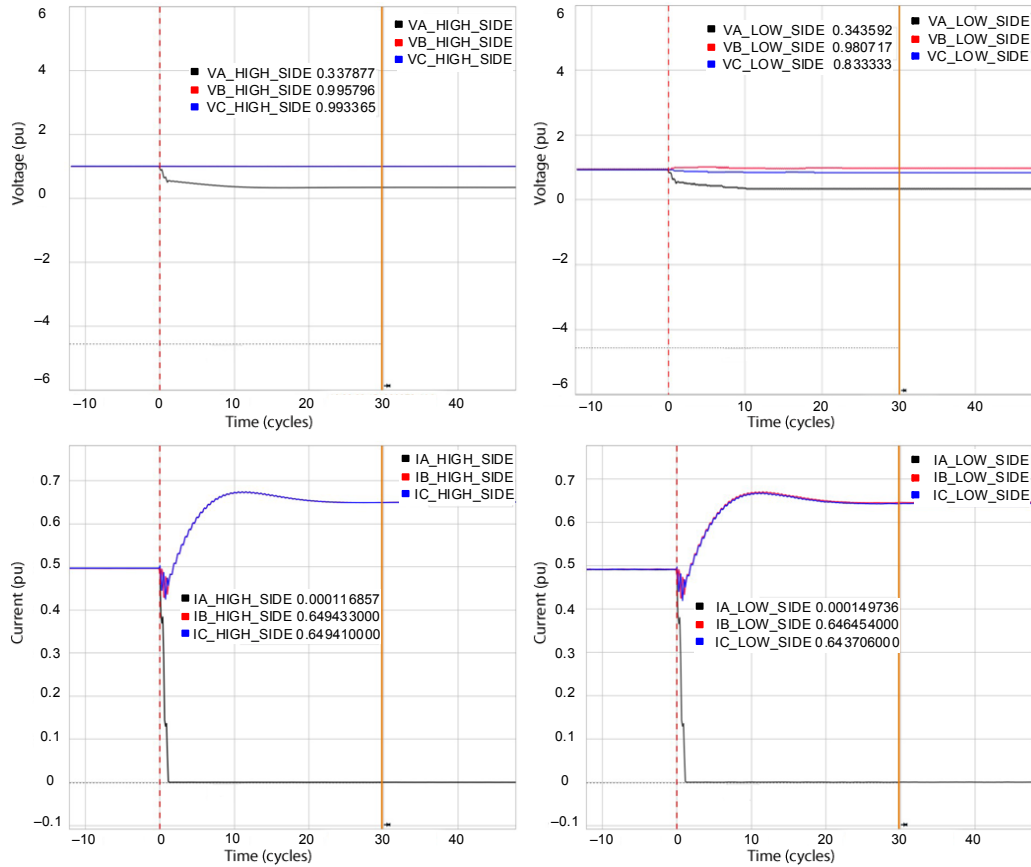 6
4
2
0
–2
–4
–6
Voltage (pu)
VA_HIGH_SIDE
VB_HIGH_SIDE
VC_HIGH_SIDE
VA_HIGH_SIDE 0.337877
VB_HIGH_SIDE 0.995796
VC_HIGH_SIDE 0.993365
–10 0 10 20 30 40
Time (cycles)
6
4
2
0
–2
–4
–6
Voltage (pu)
VA_LOW_SIDE 0.343592
VB_LOW_SIDE 0.980717
VC_LOW_SIDE 0.833333
VA_LOW_SIDE
VB_LOW_SIDE
VC_LOW_SIDE
–10 0 10 20 30 40
Time (cycles)
0.7
0.6
0.5
0.4
0.3
0.2
0.1
0
–0.1
Current (pu)
IA_HIGH_SIDE
IB_HIGH_SIDE
IC_HIGH_SIDE
IA_HIGH_SIDE 0.000116857
IB_HIGH_SIDE 0.649433000
IC_HIGH_SIDE 0.649410000
–10 0 10 20 30 40
Time (cycles)
0.7
0.6
0.5
0.4
0.3
0.2
0.1
0
–0.1
Current (pu)
IA_LOW_SIDE
IB_LOW_SIDE
IC_LOW_SIDE
IA_LOW_SIDE 0.000149736
IB_LOW_SIDE 0.646454000
IC_LOW_SIDE 0.643706000
–10 0 10 20 30 40
Time (cycles)